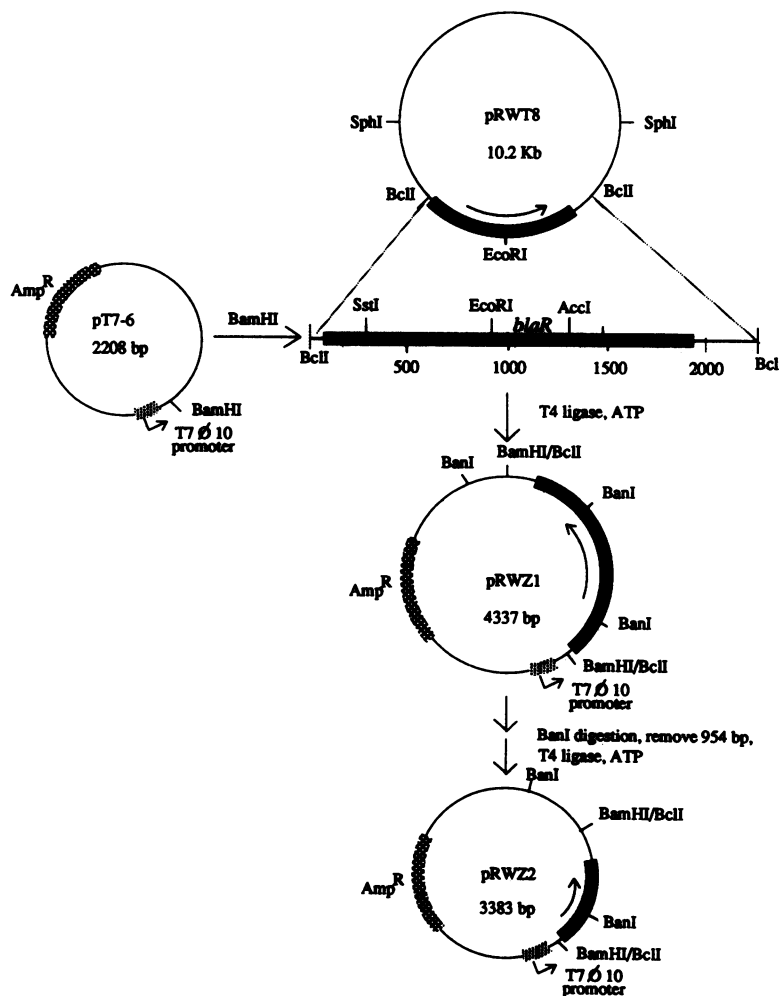 pRWT8
10.2 Kb
SphI
SphI
BclI
BclI
EcoRI
Amp^R
pT7-6
2208 bp
BamHI
T7 Ø 10
promoter
BamHI
SstI
EcoRI
AccI
blaR
BclI
500
1000
1500
2000
Bcl
T4 ligase, ATP
BamHI/BclI
BanI
BanI
Amp^R
pRWZ1
4337 bp
BanI
BamHI/BclI
T7 Ø 10
promoter
BanI digestion, remove 954 bp,
T4 ligase, ATP
BanI
BamHI/BclI
Amp^R
pRWZ2
3383 bp
BanI
BamHI/BclI
T7 Ø 10
promoter